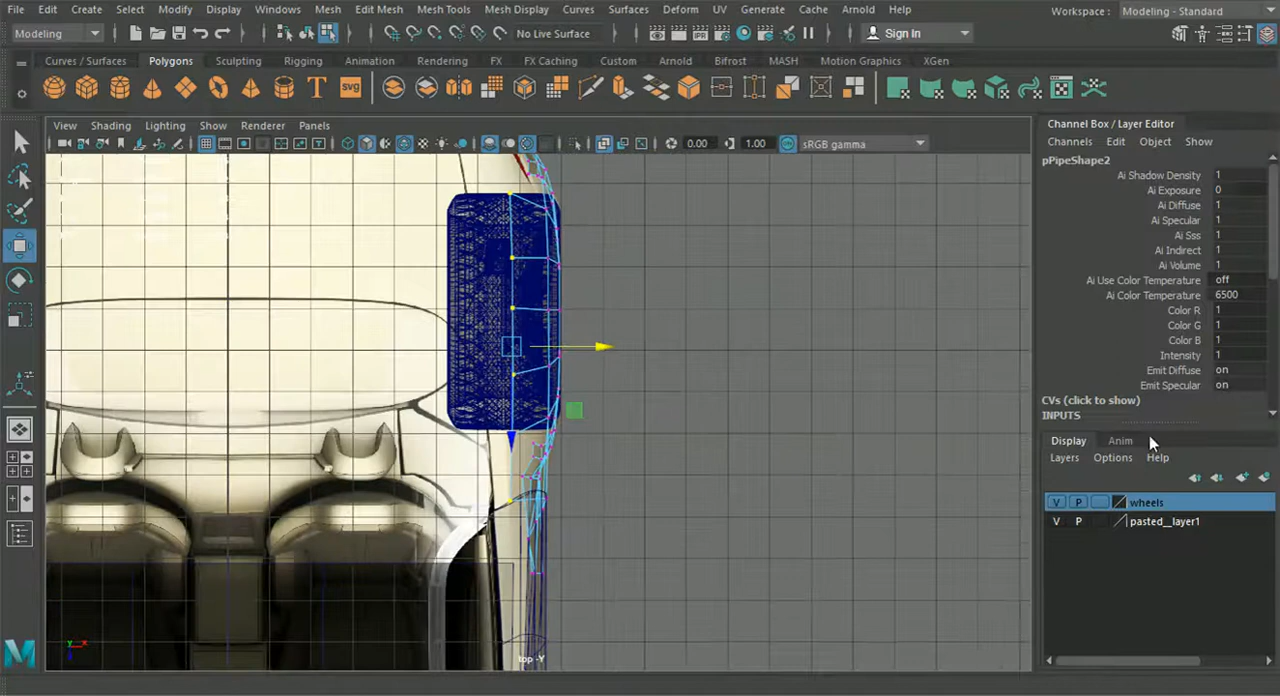 File Edit Create Select Modify Display Windows Mesh Edit Mesh Mesh Tools Mesh Display Curves Surfaces Deform UV Generate Cache Arnold Help Workspace : Modeling - Standard
Modeling No Live Surface Sign In
Curves / Surfaces Polygons Sculpting Rigging Animation Rendering FX FX Caching Custom Arnold Bifrost MASH Motion Graphics XGen
T svg
View Shading Lighting Show Renderer Panels
0.00 1.00 sRGB gamma
top -Y
y x
Channel Box / Layer Editor
Channels Edit Object Show
pPipeShape2
Ai Shadow Density 1
Ai Exposure 0
Ai Diffuse 1
Ai Specular 1
Ai Sss 1
Ai Indirect 1
Ai Volume 1
Ai Use Color Temperature off
Ai Color Temperature 6500
Color R 1
Color G 1
Color B 1
Intensity 1
Emit Diffuse on
Emit Specular on
CVs (click to show)
INPUTS
Display Anim
Layers Options Help
V P wheels
V P pasted__layer1